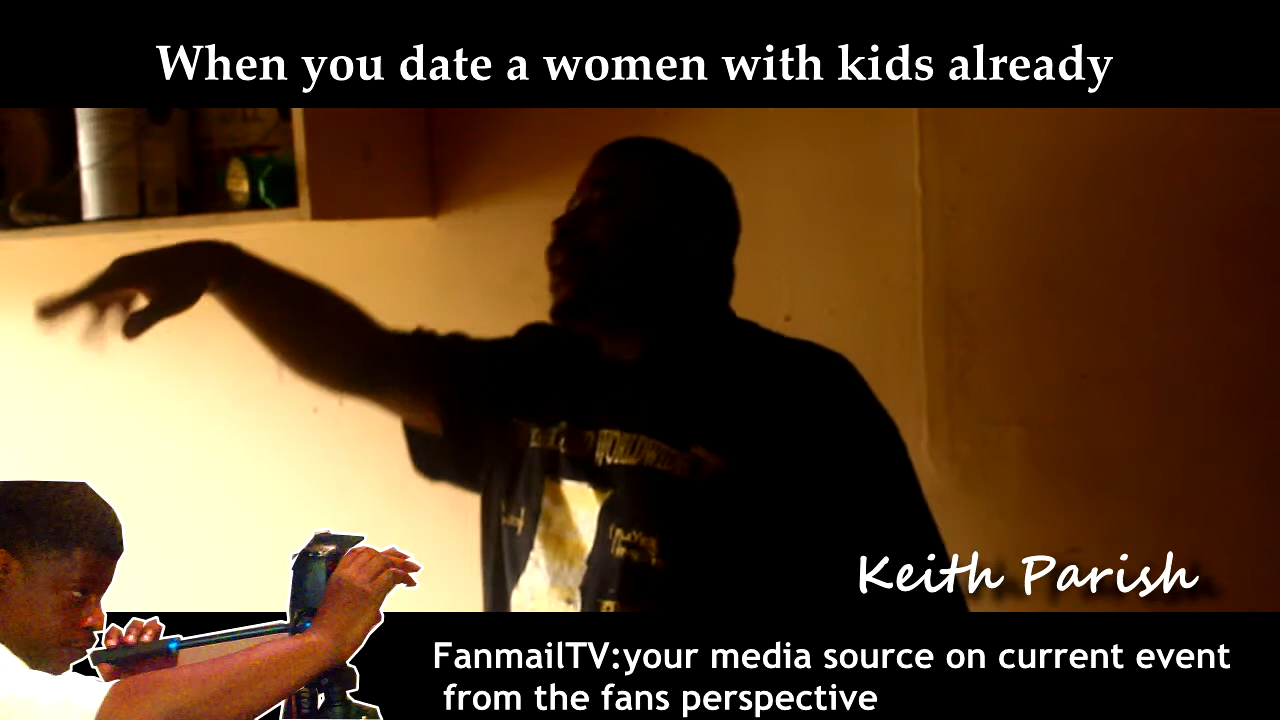 When you date a women with kids already
WORLDWIDE
Keith Parish
FanmailTV:your media source on current event
from the fans perspective